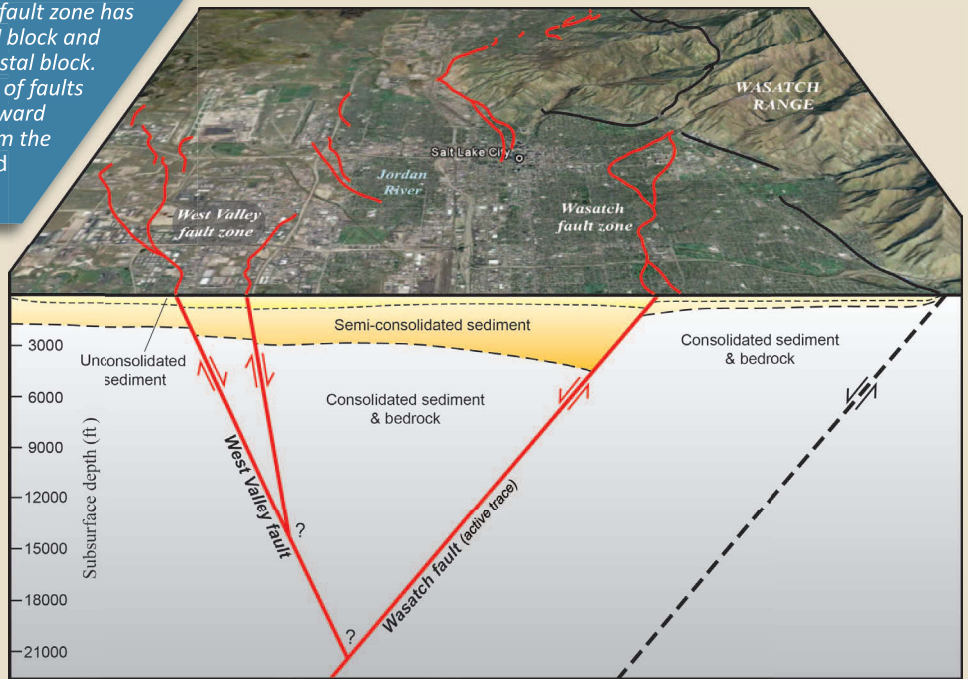 fault zone has
block and
stal block.
of faults
ward
m the
d
WASATCH
RANGE
Salt Lake City
Jordan
River
West Valley
fault zone
Wasatch
fault zone
Semi-consolidated sediment
Unconsolidated
sediment
Consolidated sediment
& bedrock
Consolidated sediment
& bedrock
3000
6000
9000
12000
15000
18000
21000
Subsurface depth (ft)
West Valley fault
?
?
Wasatch fault (active trace)